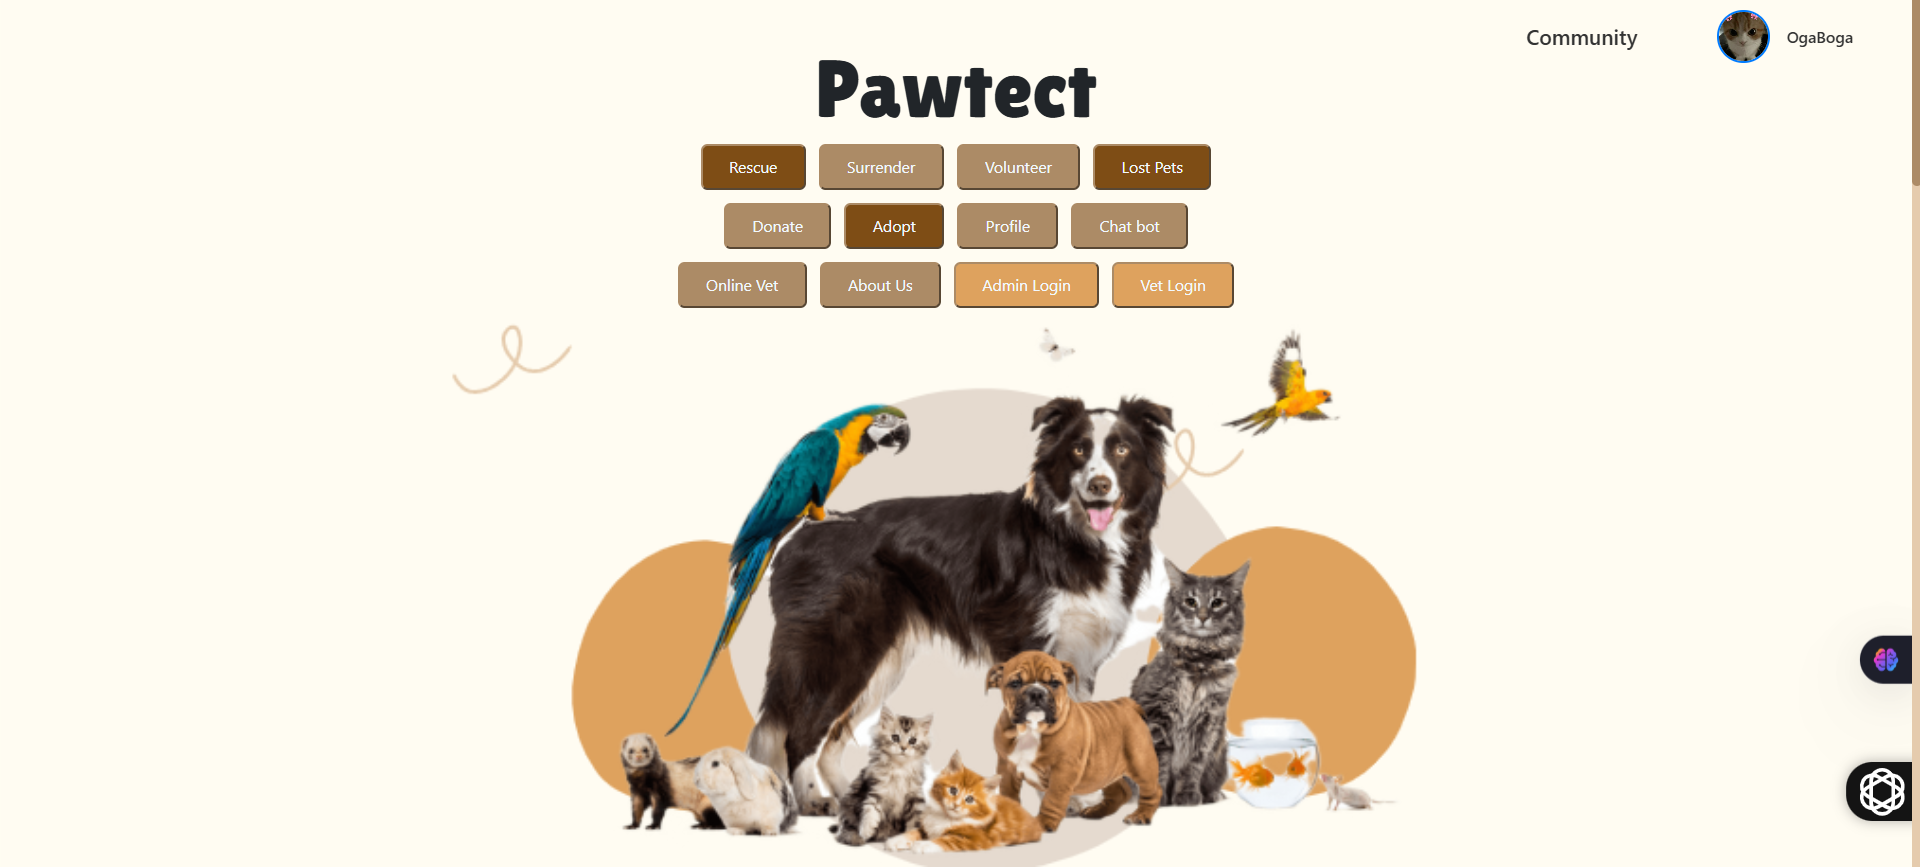 Community
OgaBoga
Pawtect
Rescue Surrender Volunteer Lost Pets
Donate Adopt Profile Chat bot
Online Vet About Us Admin Login Vet Login